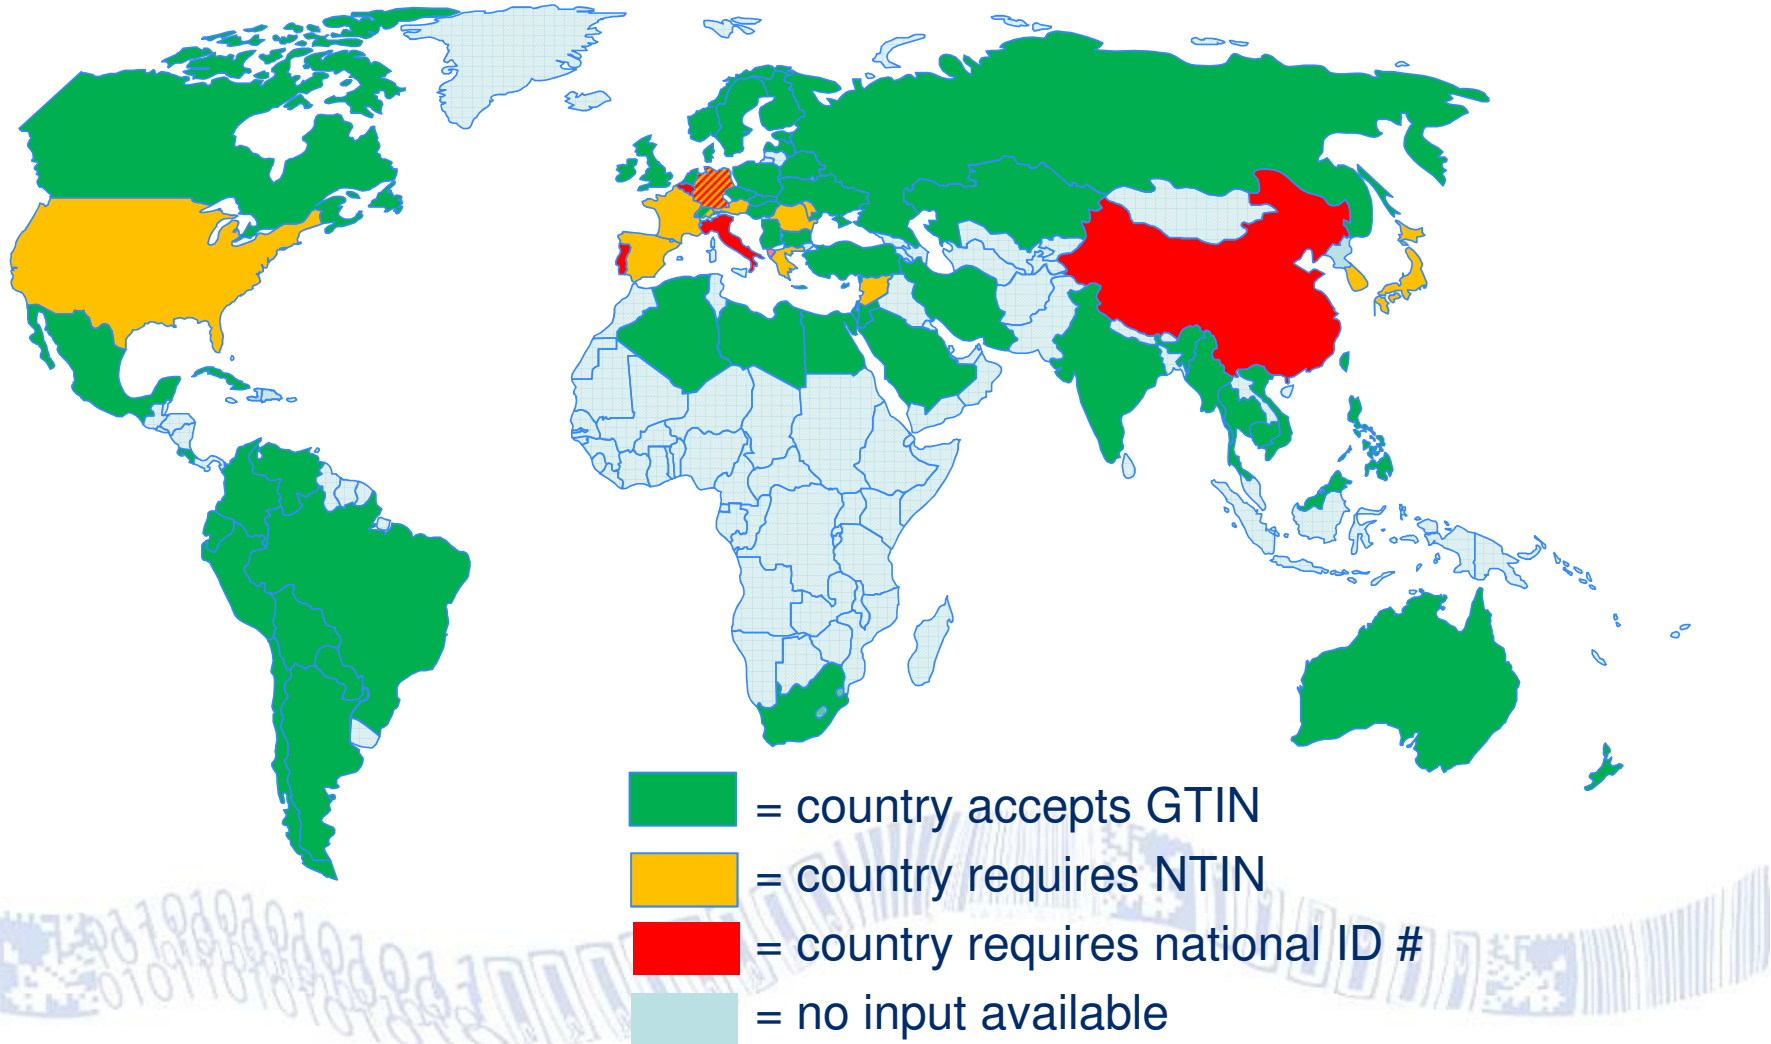 = country accepts GTIN
= country requires NTIN
= country requires national ID #
= no input available